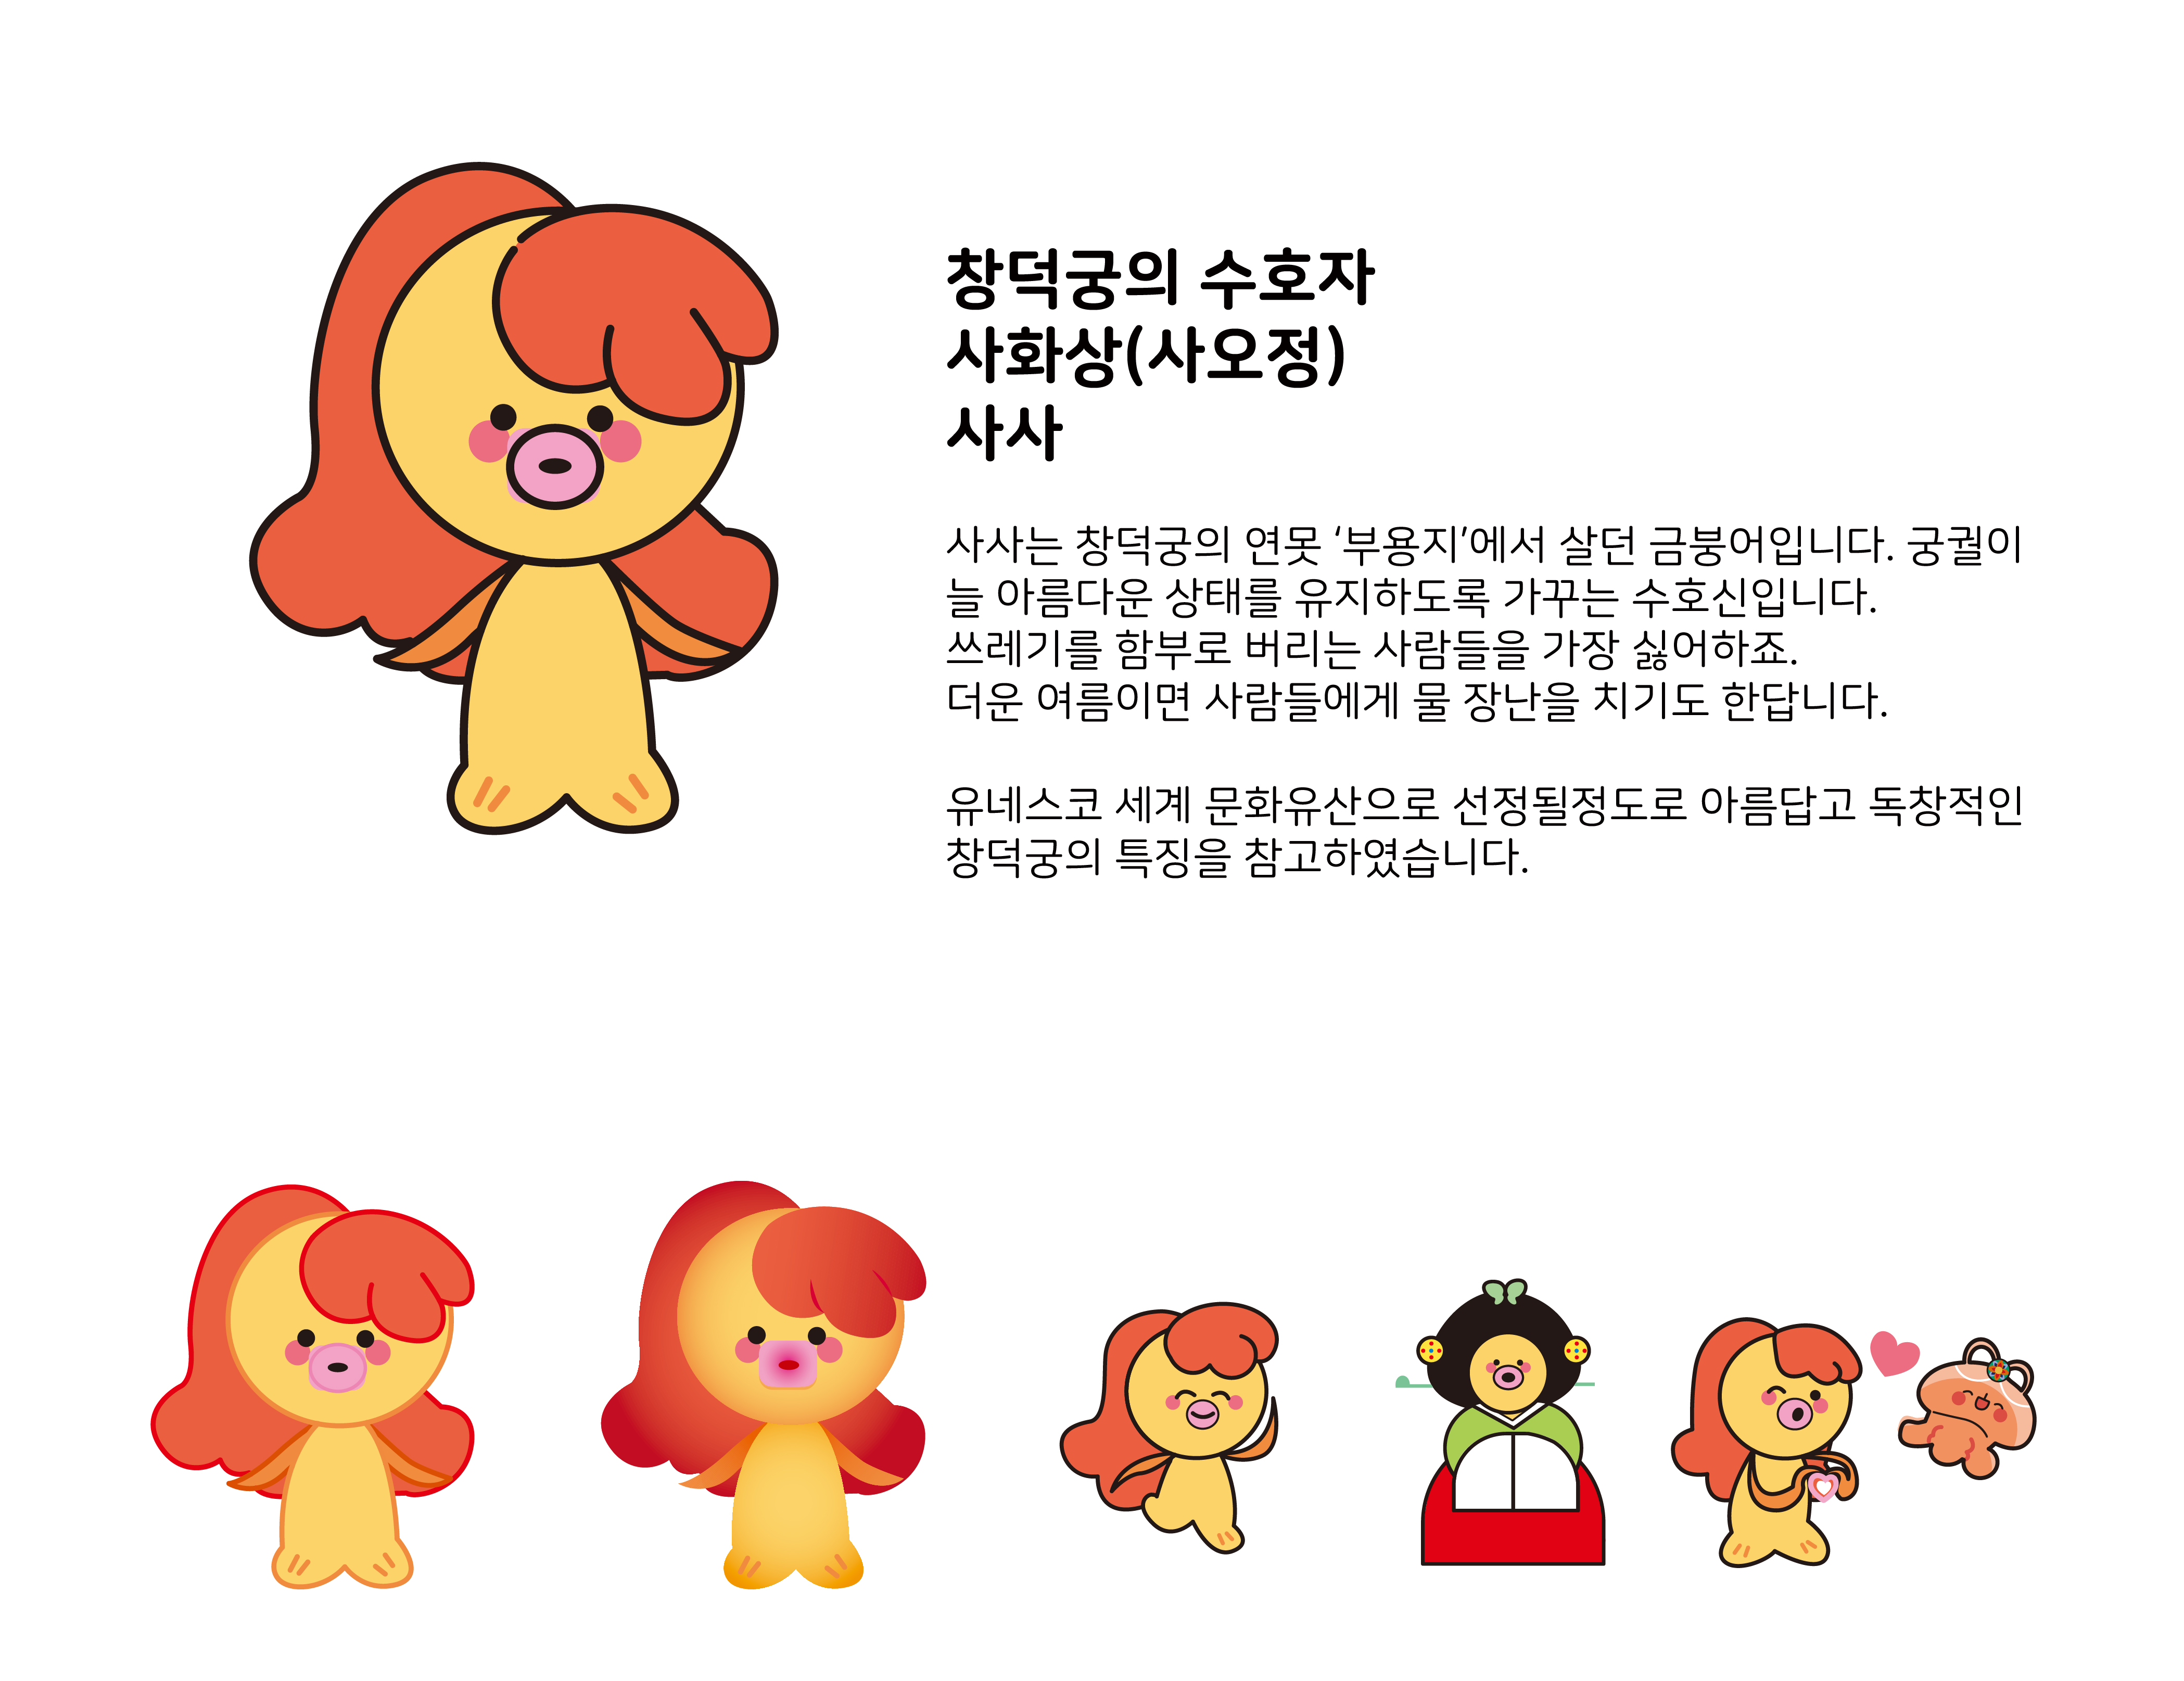 창덕궁의 수호자
사화상(사오정)
사사
사사는 창덕궁의 연못 ‘부용지’에서 살던 금붕어입니다. 궁궐이
늘 아름다운 상태를 유지하도록 가꾸는 수호신입니다.
쓰레기를 함부로 버리는 사람들을 가장 싫어하죠.
더운 여름이면 사람들에게 물 장난을 치기도 한답니다.
유네스코 세계 문화유산으로 선정될정도로 아름답고 독창적인
창덕궁의 특징을 참고하였습니다.